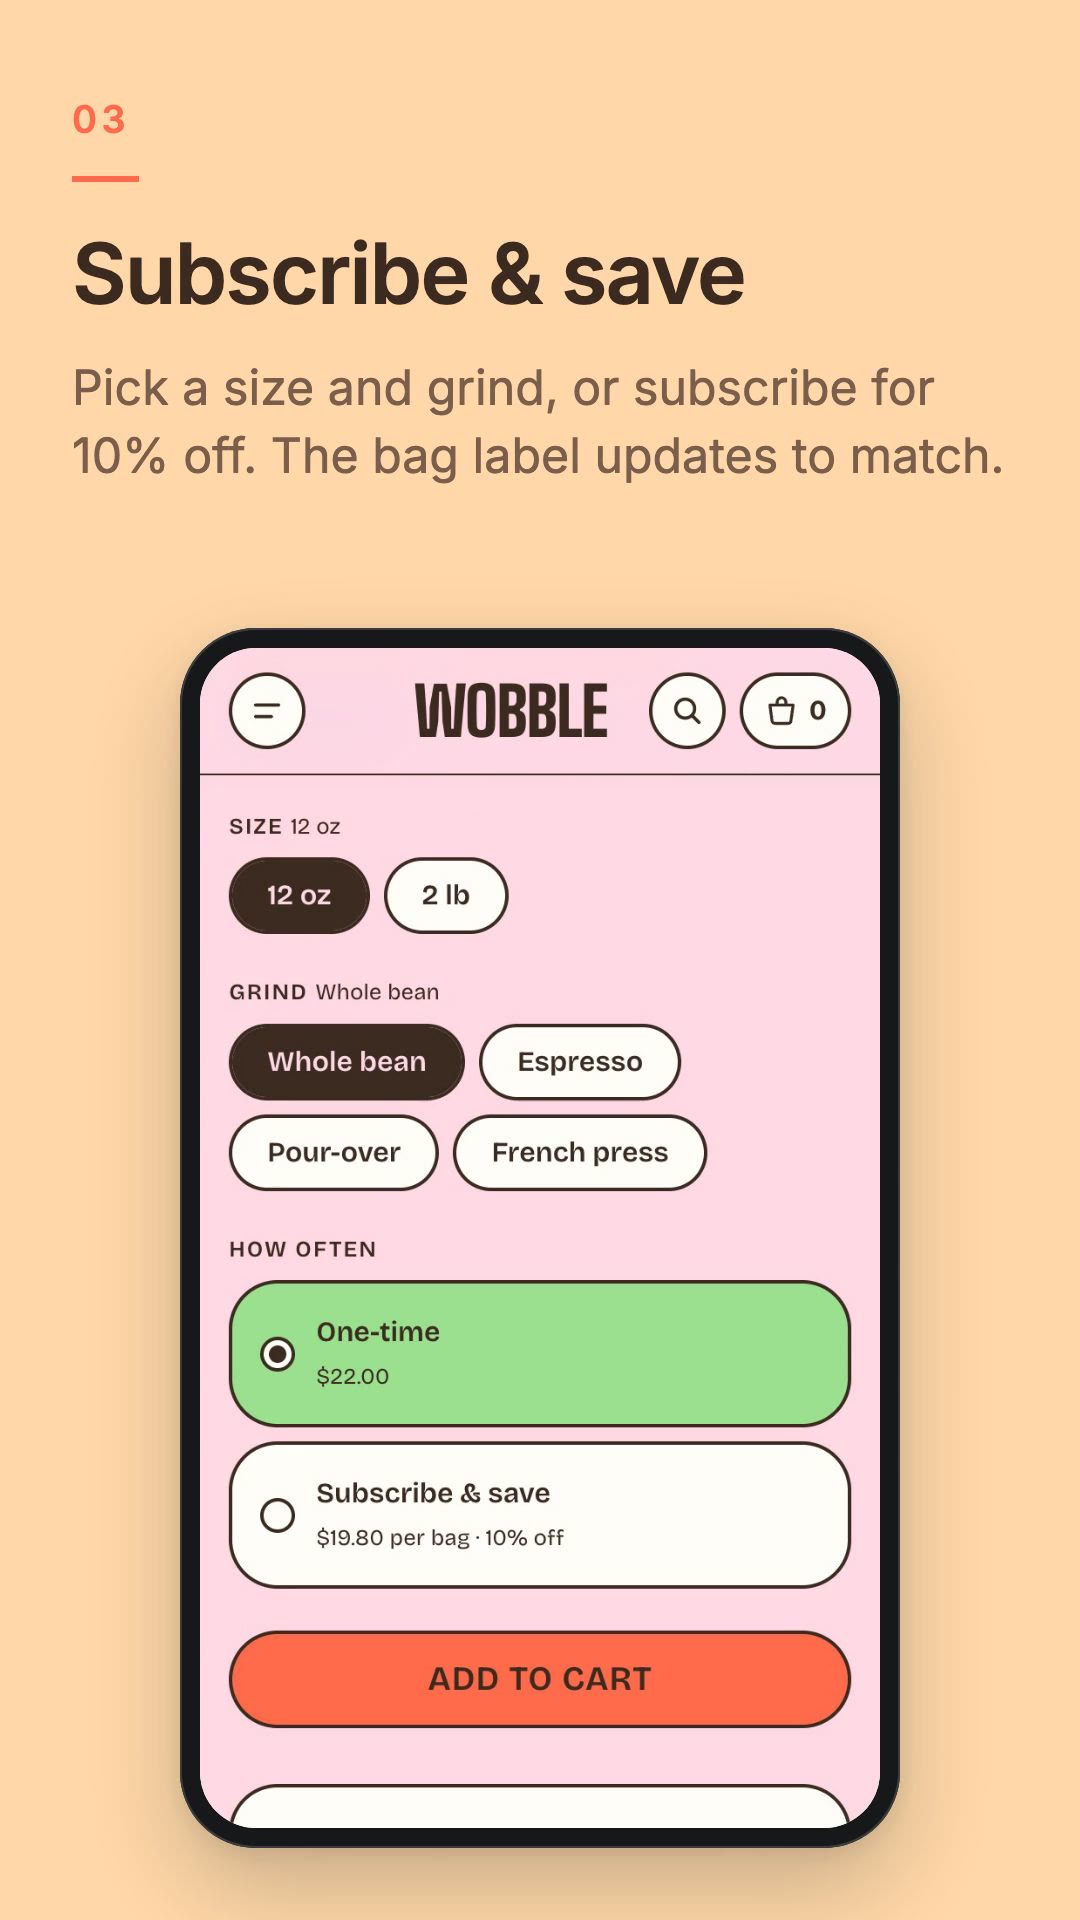 03
Subscribe & save
Pick a size and grind, or subscribe for
10% off. The bag label updates to match.
WOBBLE
0
SIZE 12 oz
12 oz
2 lb
GRIND Whole bean
Whole bean
Espresso
Pour-over
French press
HOW OFTEN
One-time
$22.00
Subscribe & save
$19.80 per bag · 10% off
ADD TO CART